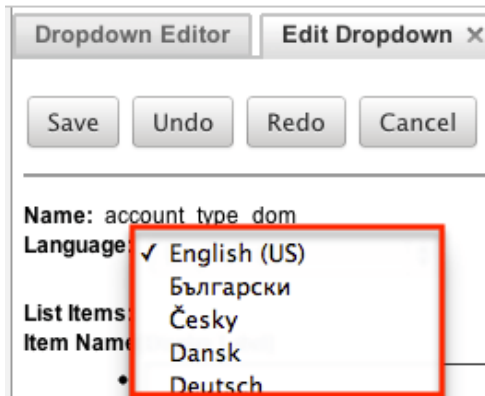 Dropdown Editor
Edit Dropdown ×
Save Undo Redo Cancel
Name: account_type_dom
Language:
✓ English (US)
Български
Česky
Dansk
Deutsch
List Items:
Item Name